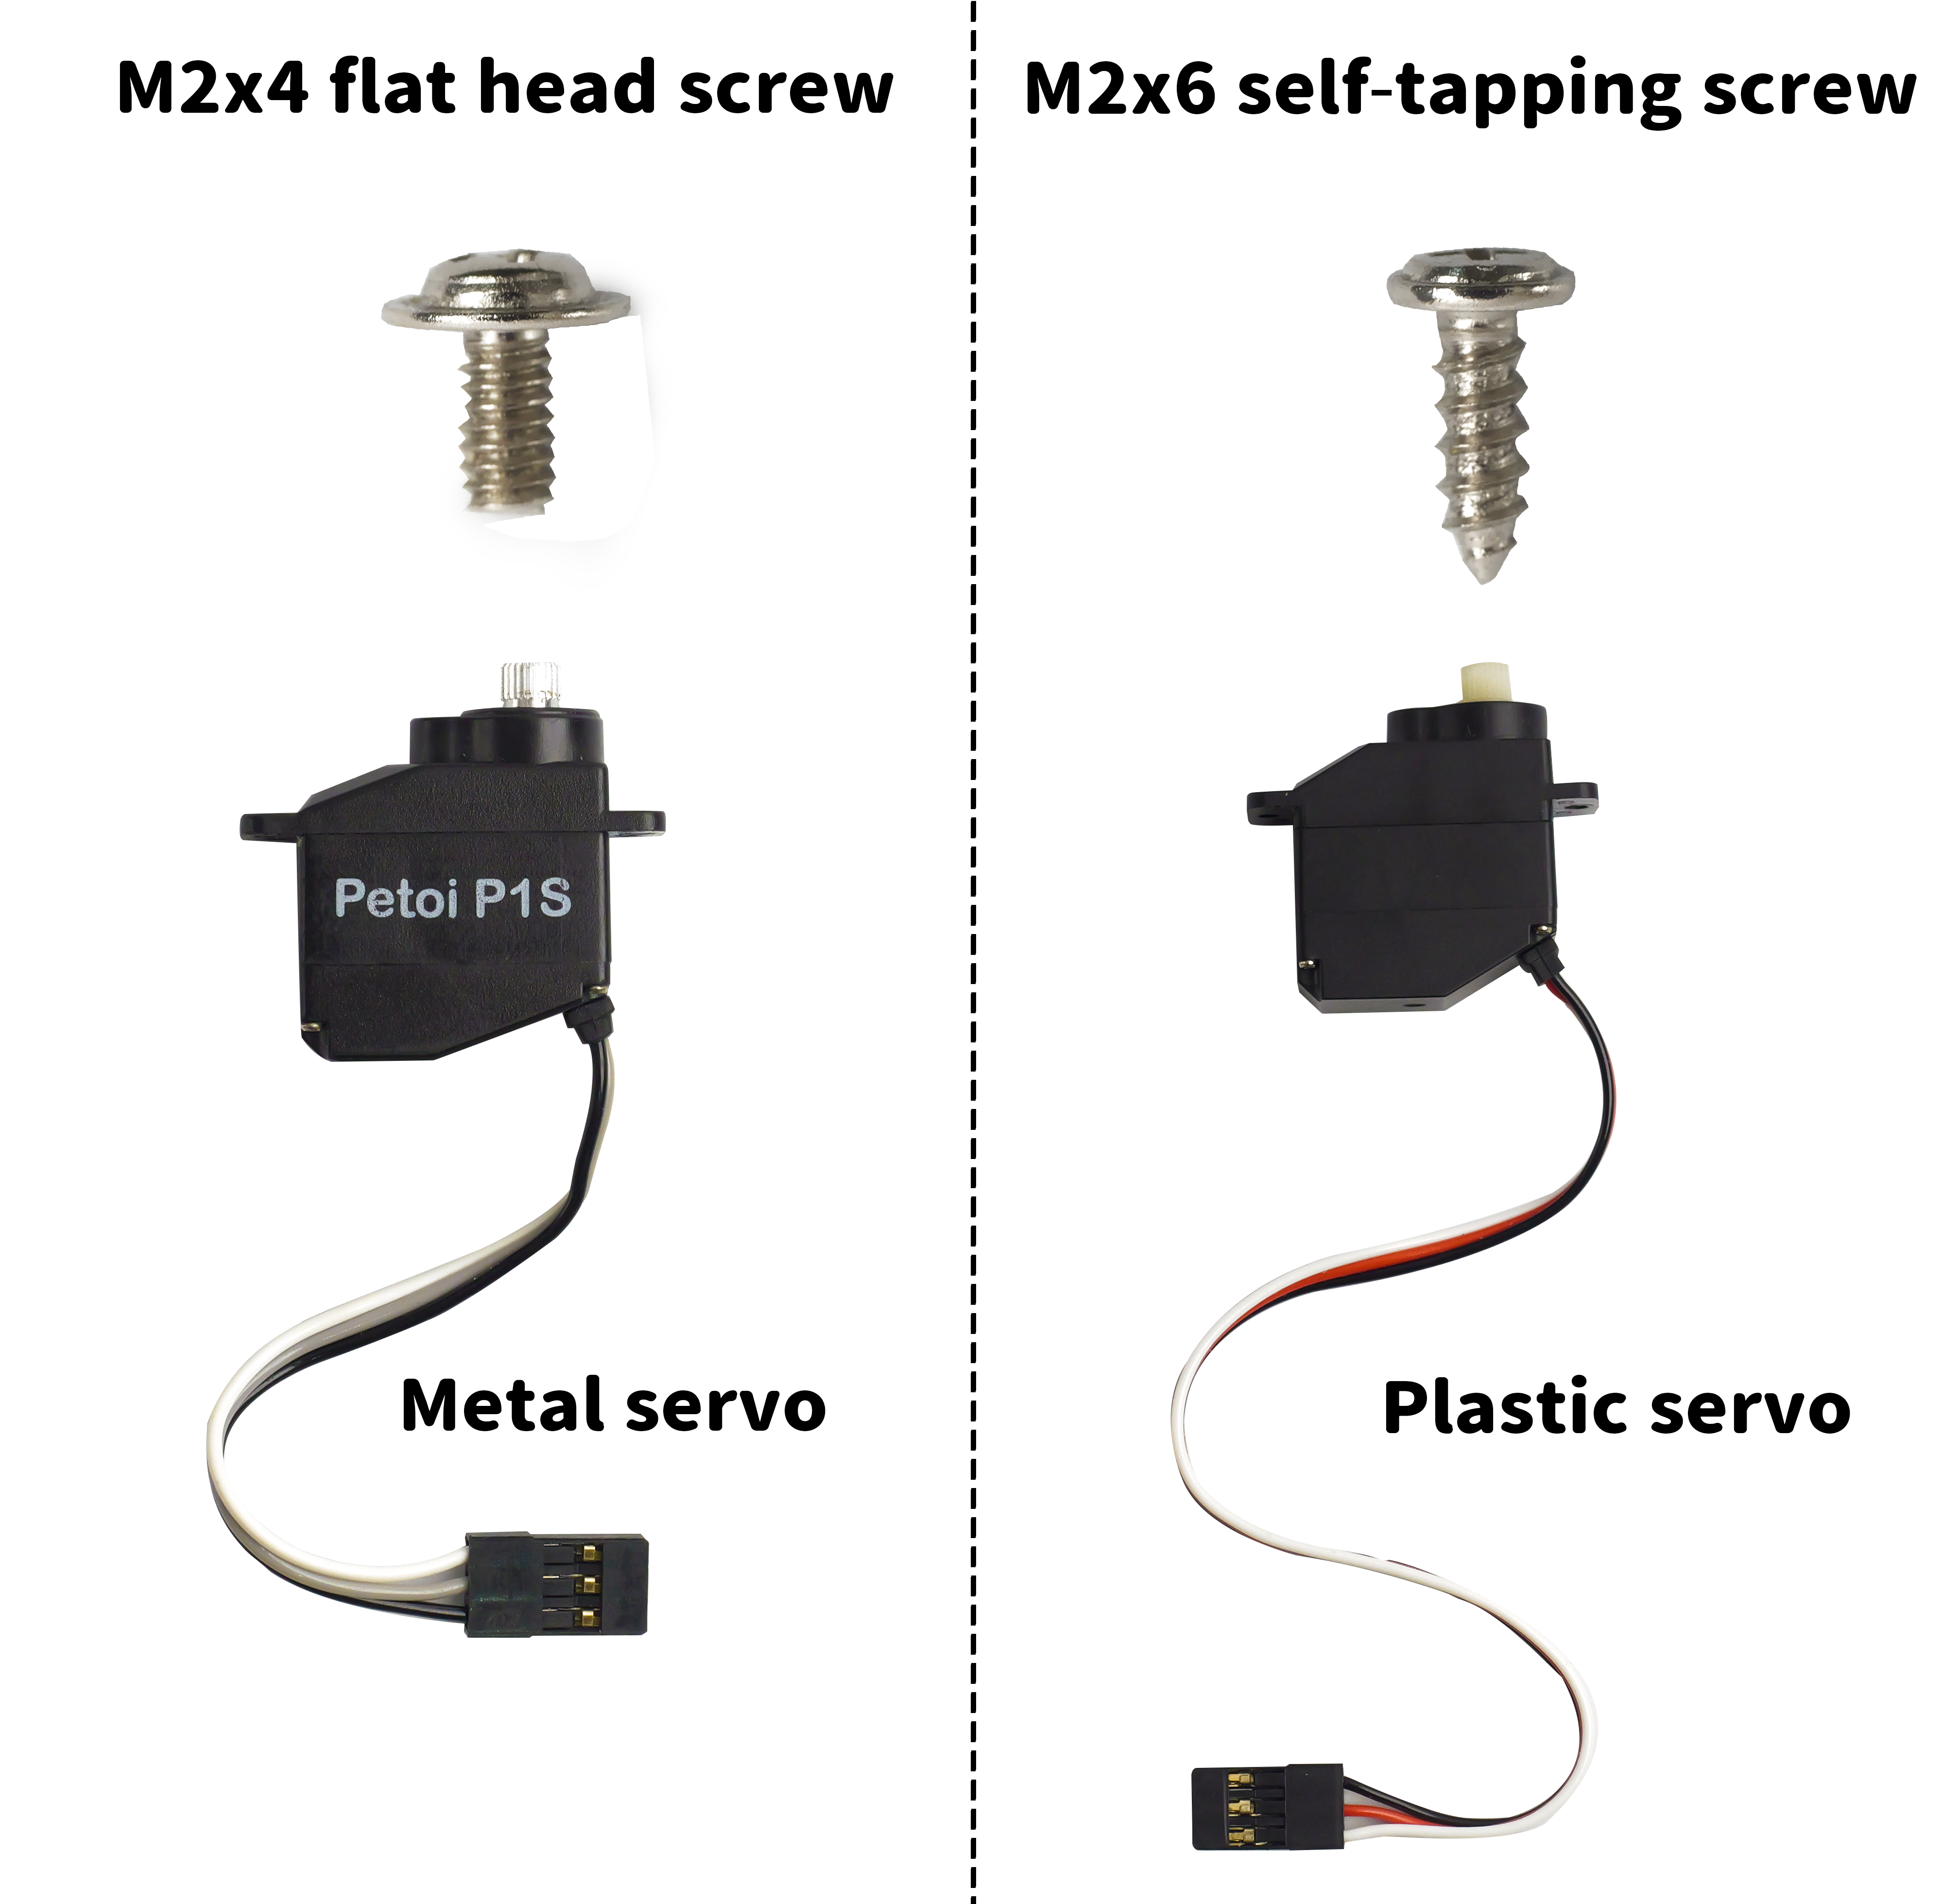 M2x4 flat head screw
M2x6 self-tapping screw
Petoi P1S
Metal servo
Plastic servo